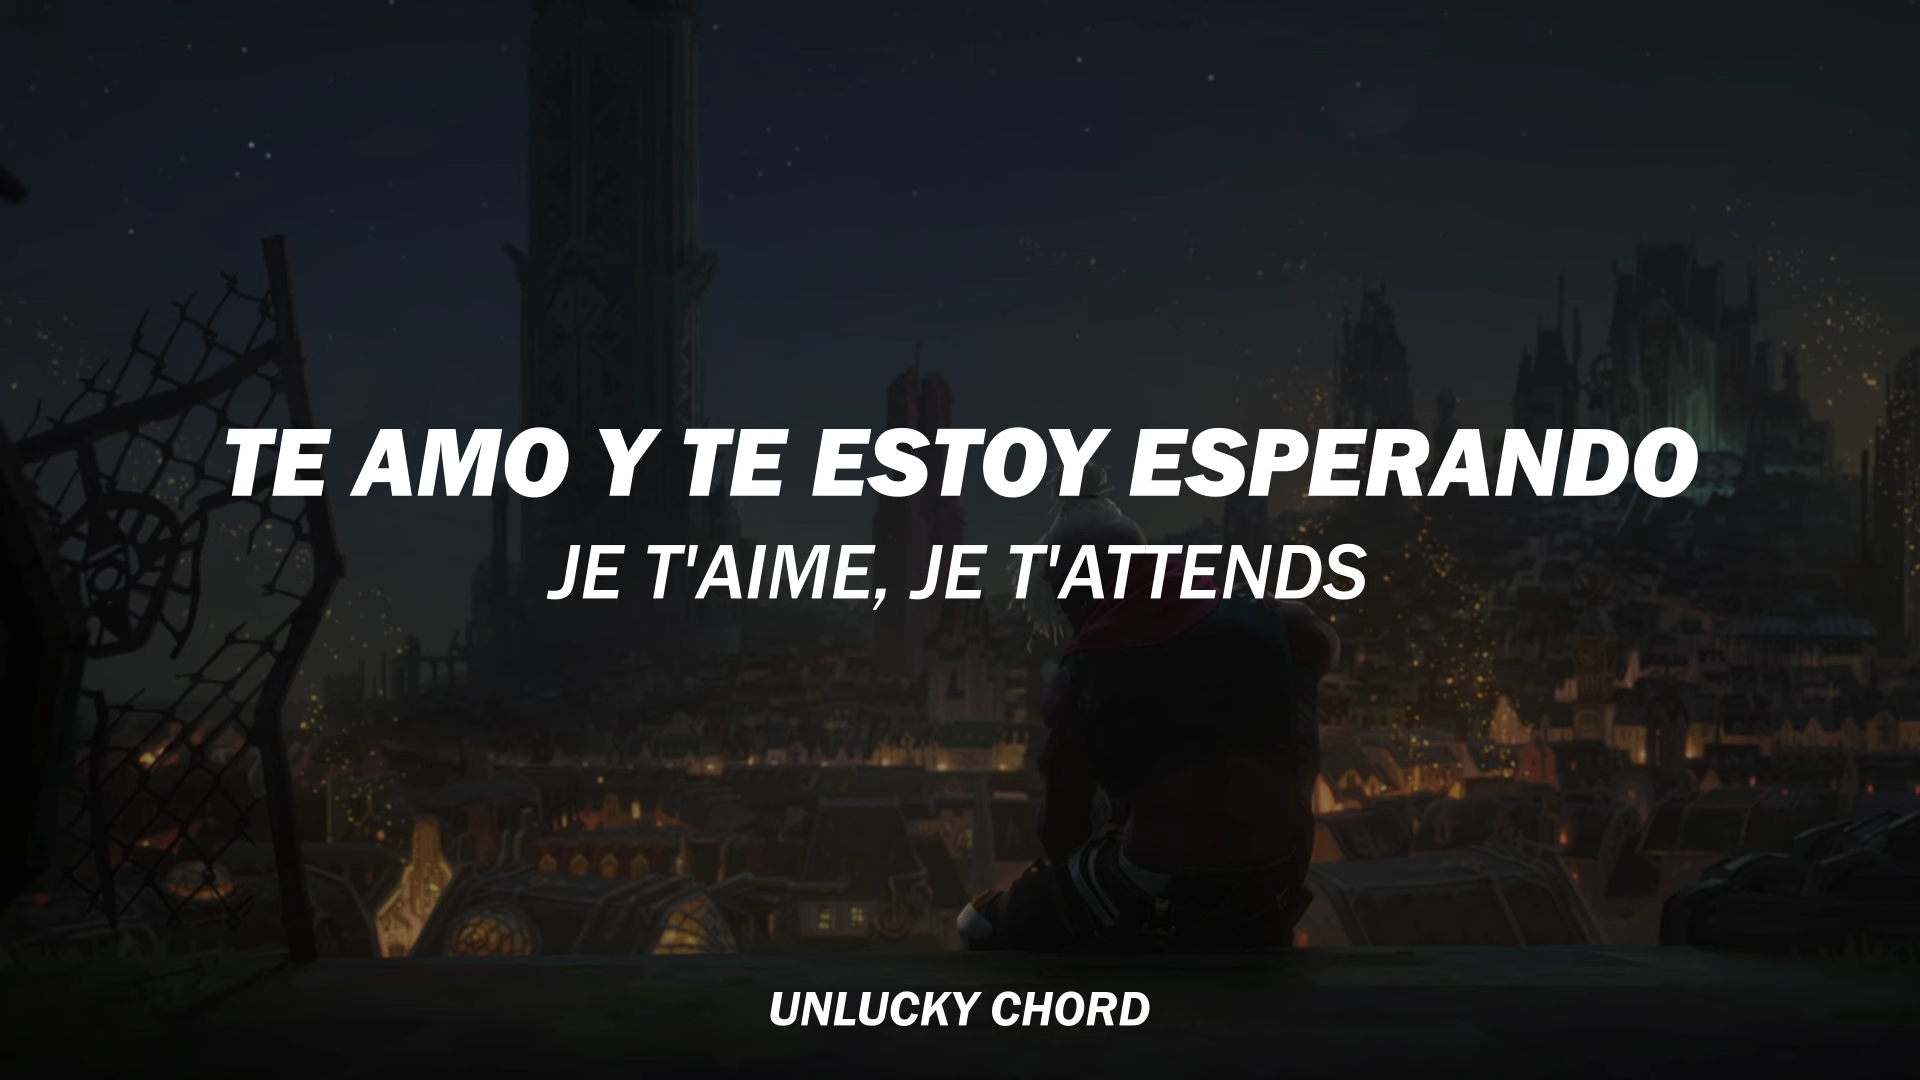 TE AMO Y TE ESTOY ESPERANDO
JE T'AIME, JE T'ATTENDS
UNLUCKY CHORD